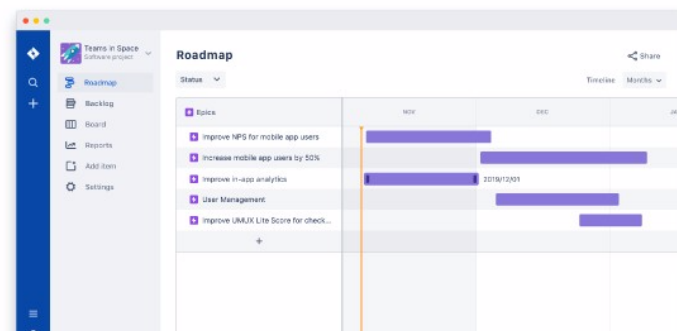 Teams in Space
Software project
Roadmap
Backlog
Board
Reports
Add item
Settings
Roadmap
Share
Status
Timeline
Months
Epics
NOV
DEC
JA
Improve NPS for mobile app users
Increase mobile app users by 50%
Improve in-app analytics
2019/12/01
User Management
Improve UMUX Lite Score for check...